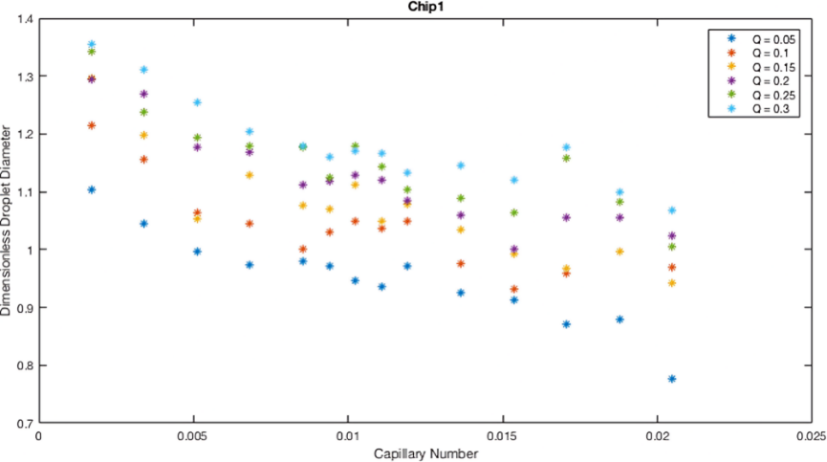 Chip1
1.4
1.3
1.2
1.1
1
0.9
0.8
0.7
Dimensionless Droplet Diameter
Q = 0.05
Q = 0.1
Q = 0.15
Q = 0.2
Q = 0.25
Q = 0.3
0 0.005 0.01 0.015 0.02 0.025
Capillary Number